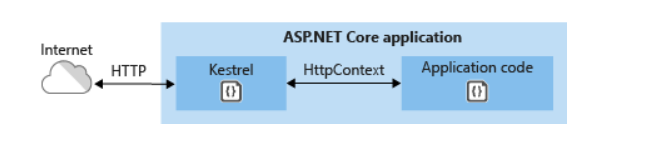 ASP.NET Core application
Internet
HTTP
Kestrel
HttpContext
Application code
{}
{}